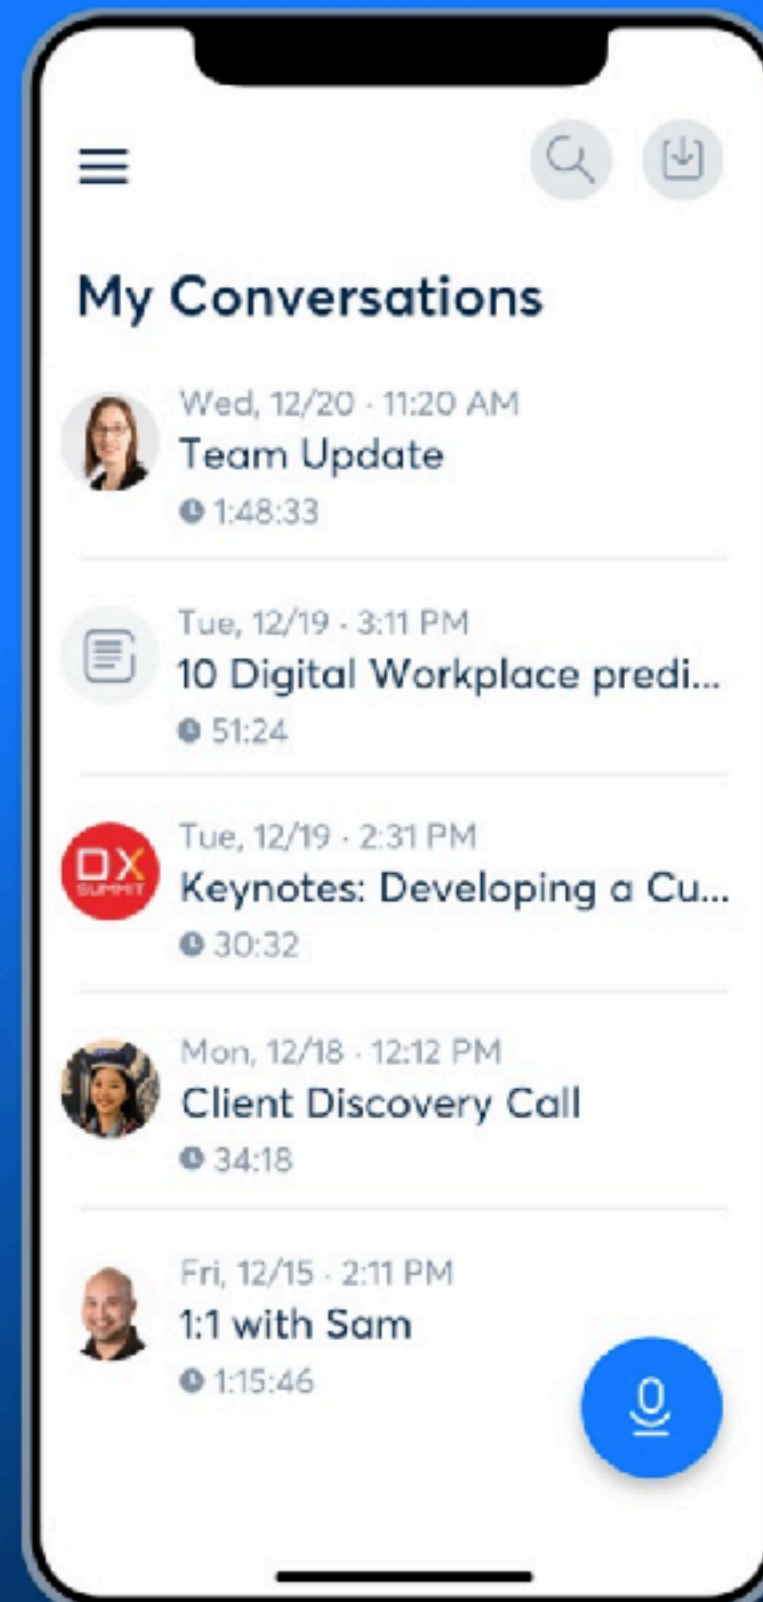 My Conversations
Wed, 12/20 · 11:20 AM
Team Update
1:48:33
Tue, 12/19 · 3:11 PM
10 Digital Workplace predi...
51:24
DX
SUMMIT
Tue, 12/19 · 2:31 PM
Keynotes: Developing a Cu...
30:32
Mon, 12/18 · 12:12 PM
Client Discovery Call
34:18
Fri, 12/15 · 2:11 PM
1:1 with Sam
1:15:46